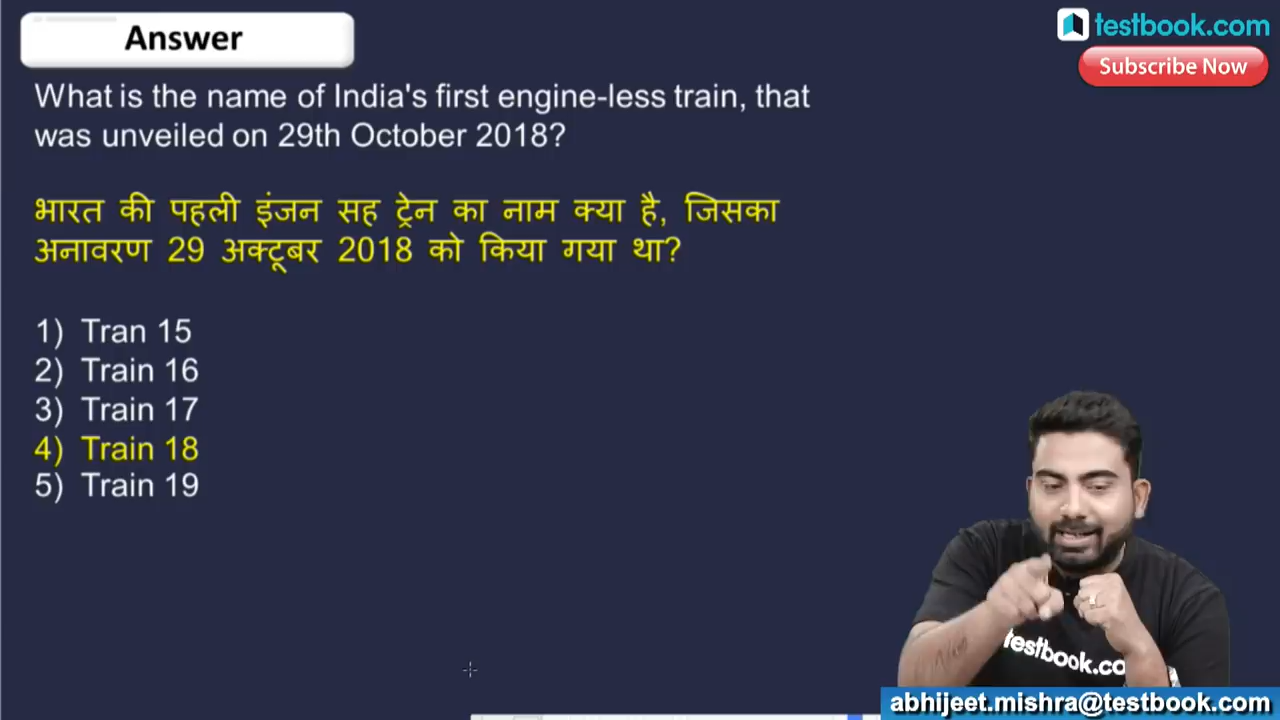 Answer
testbook.com
Subscribe Now
What is the name of India's first engine-less train, that
was unveiled on 29th October 2018?
भारत की पहली इंजन सह ट्रेन का नाम क्या है, जिसका
अनावरण 29 अक्टूबर 2018 को किया गया था?
1) Tran 15
2) Train 16
3) Train 17
4) Train 18
5) Train 19
testbook.co
abhijeet.mishra@testbook.com